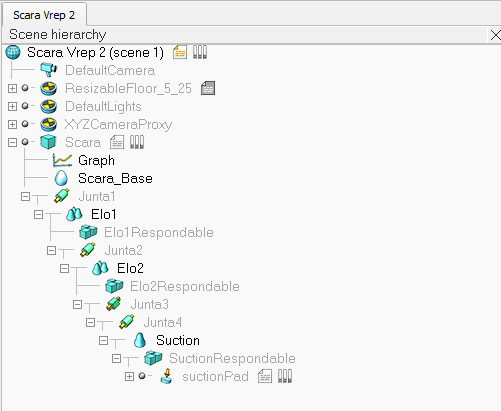 Scara Vrep 2
Scene hierarchy
Scara Vrep 2 (scene 1)
DefaultCamera
ResizableFloor_5_25
DefaultLights
XYZCameraProxy
Scara
Graph
Scara_Base
Junta1
Elo1
Elo1Respondable
Junta2
Elo2
Elo2Respondable
Junta3
Junta4
Suction
SuctionRespondable
suctionPad